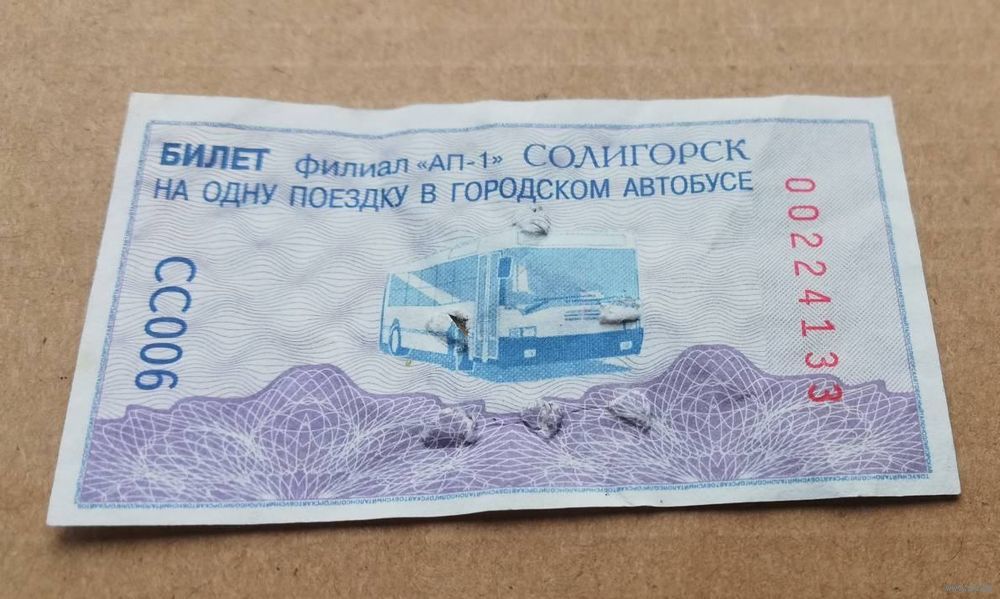 БИЛЕТ филиал «АП-1» СОЛИГОРСК
НА ОДНУ ПОЕЗДКУ В ГОРОДСКОМ АВТОБУСЕ
СС006
00224133